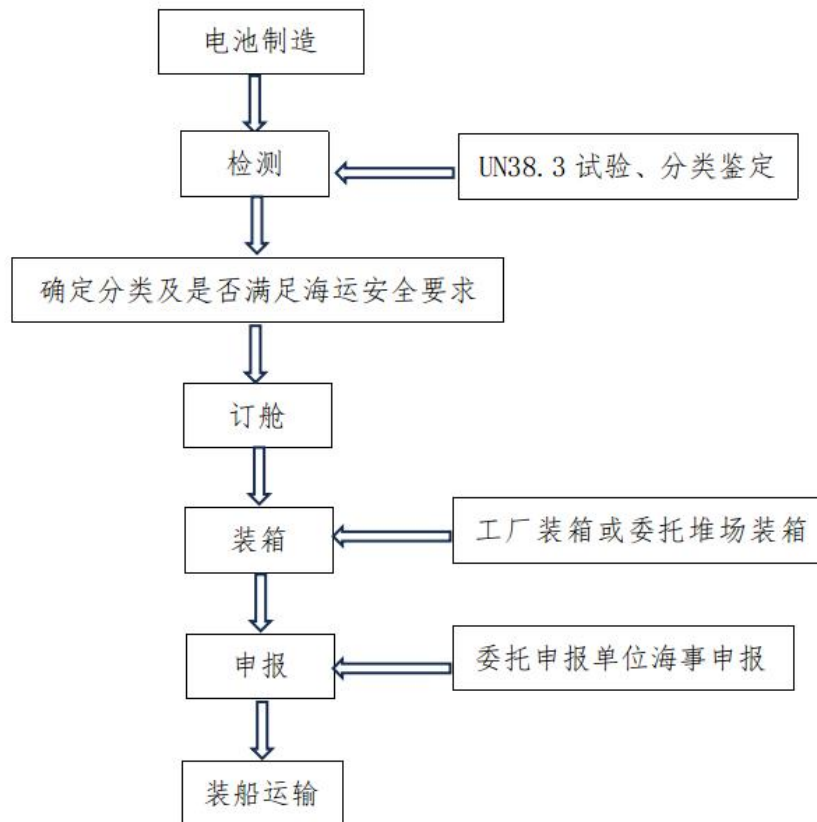 电池制造
检测
UN38.3 试验、分类鉴定
确定分类及是否满足海运安全要求
订舱
装箱
工厂装箱或委托堆场装箱
申报
委托申报单位海事申报
装船运输